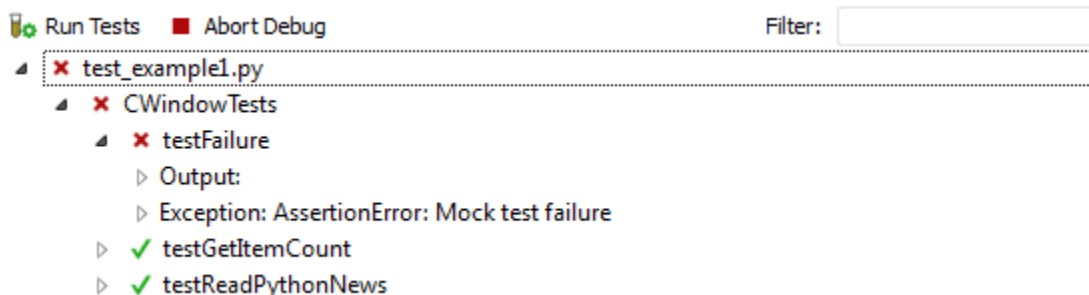 Run Tests Abort Debug Filter:
test_example1.py
CWindowTests
testFailure
Output:
Exception: AssertionError: Mock test failure
testGetItemCount
testReadPythonNews